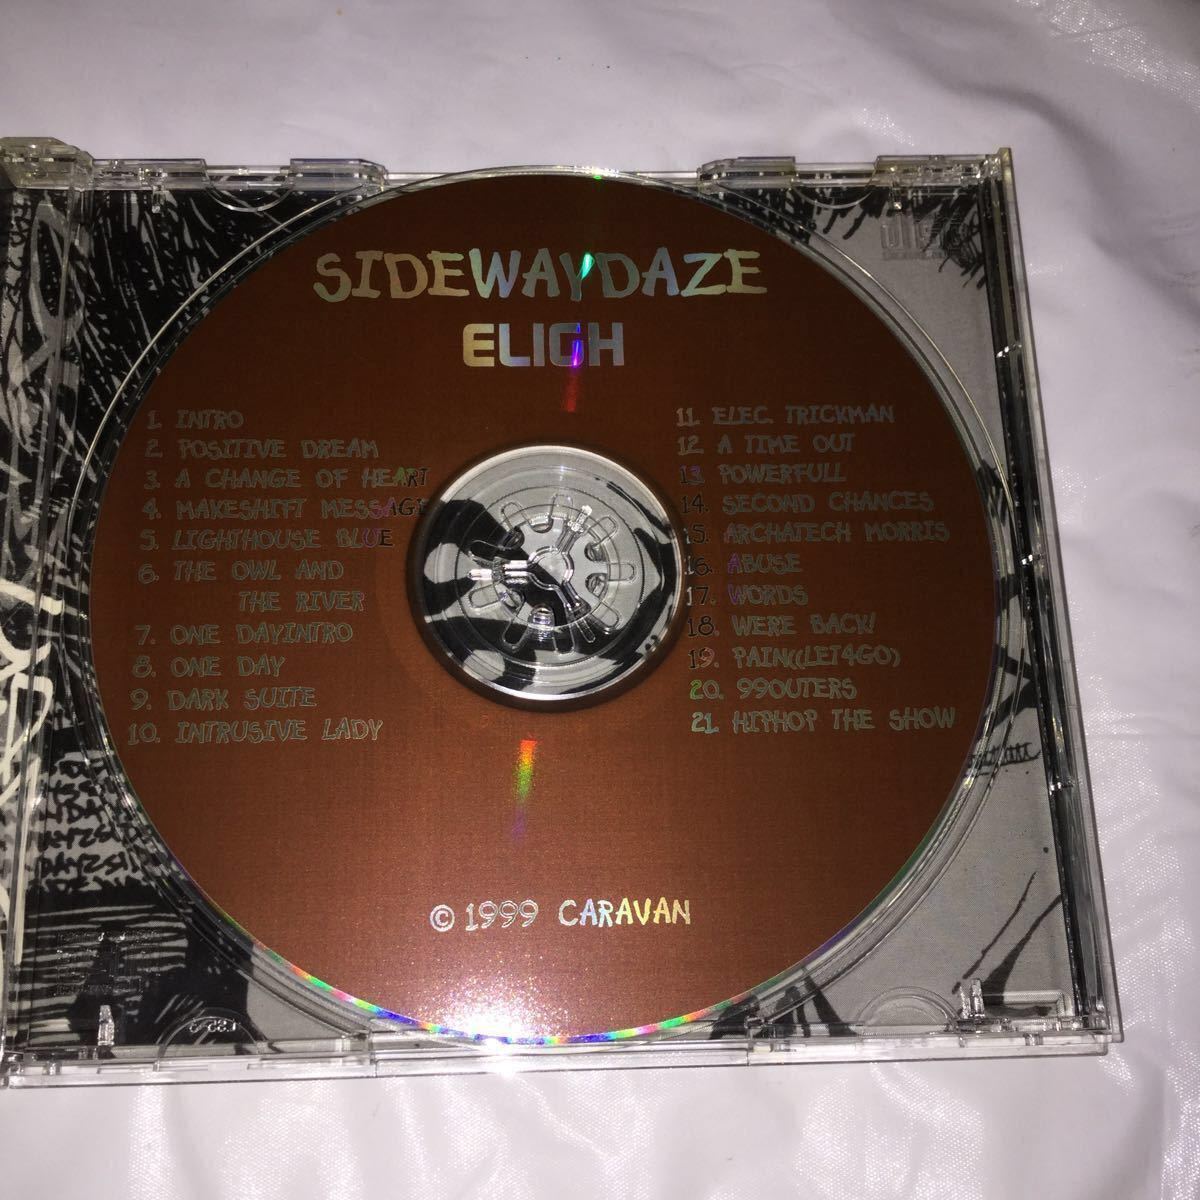 SIDEWAYDAZE
ELIGH
1. INTRO
2. POSITIVE DREAM
3. A CHANGE OF HEART
4. MAKESHIFT MESSAGE
5. LIGHTHOUSE BLUE
6. THE OWL AND
THE RIVER
7. ONE DAYINTRO
8. ONE DAY
9. DARK SUITE
10. INTRUSIVE LADY
11. ELEC. TRICKMAN
12. A TIME OUT
13. POWERFULL
14. SECOND CHANCES
15. ARCHATECH MORRIS
16. ABUSE
17. WORDS
18. WERE BACK!
19. PAIN((LET4GO)
20. 99OUTERS
21. HIPHOP THE SHOW
© 1999 CARAVAN